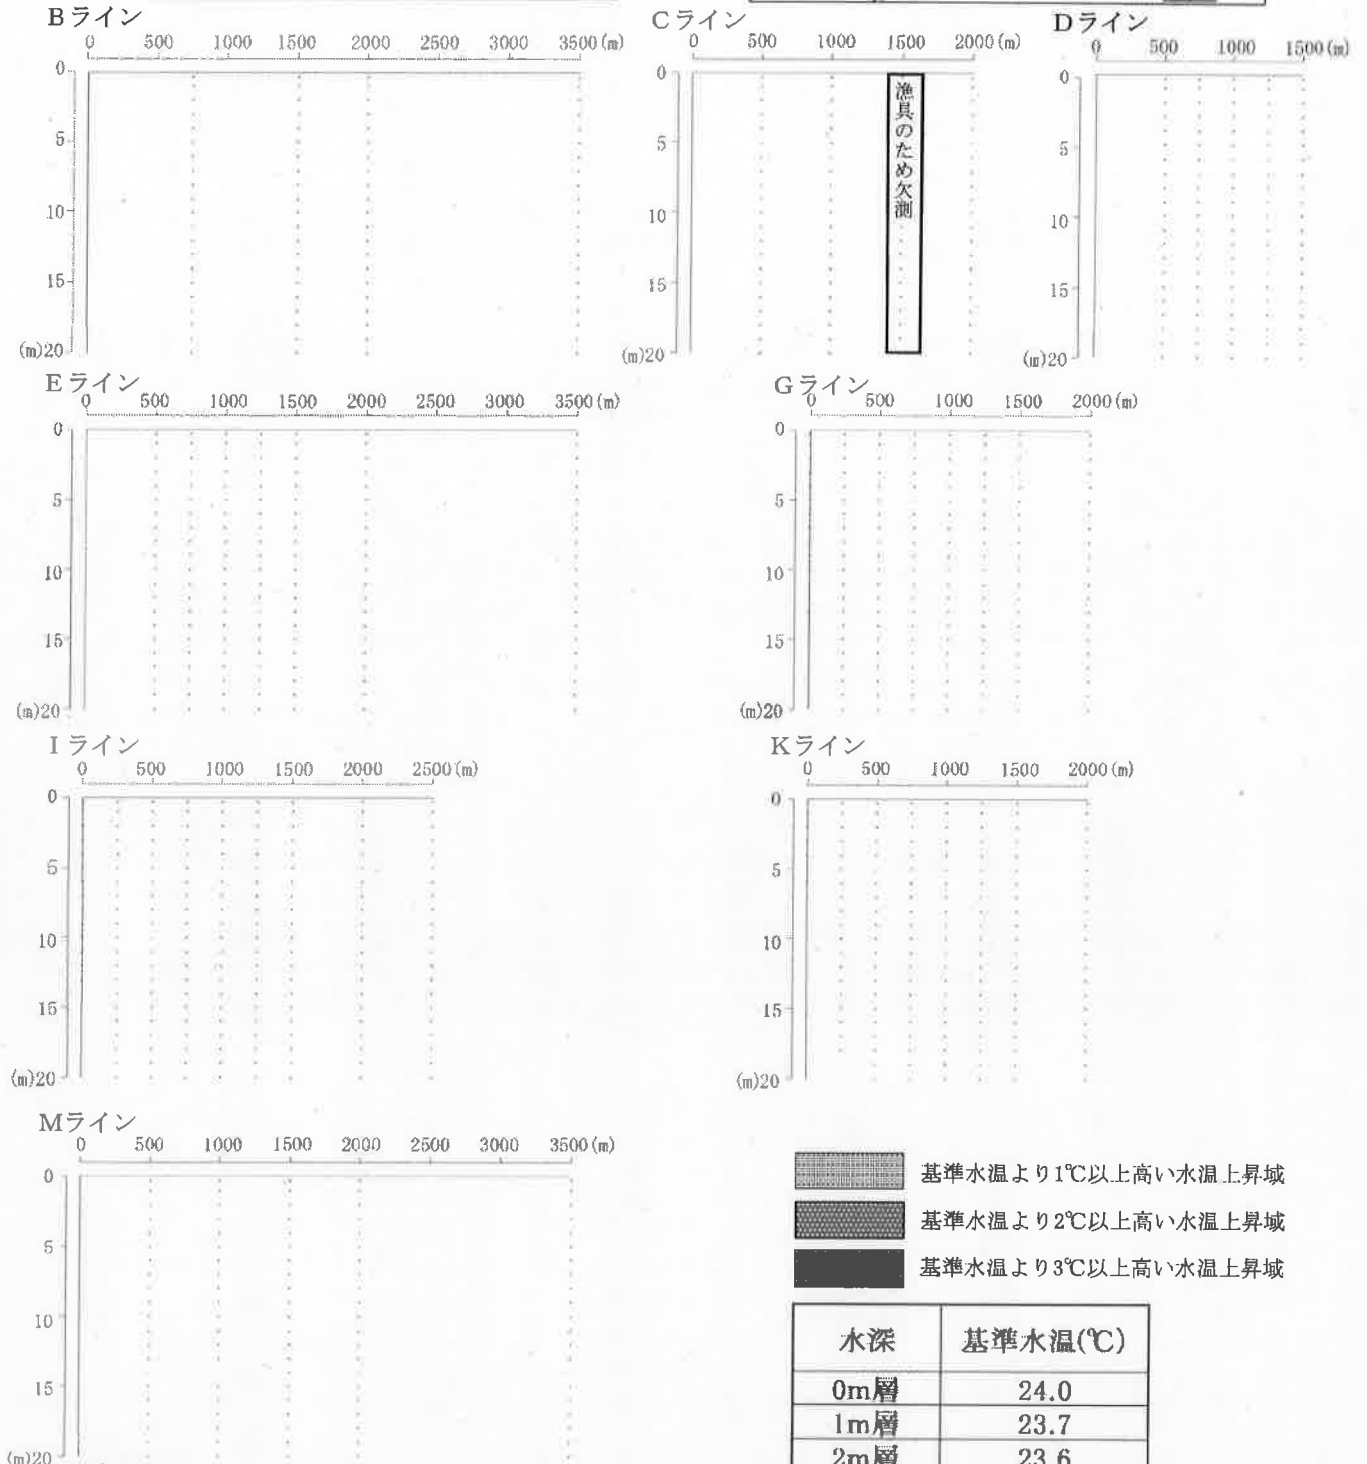 Bライン
0 500 1000 1500 2000 2500 3000 3500(m)
0
5
10
15
(m)20
Cライン
0 500 1000 1500 2000(m)
0
5
10
15
(m)20
漁具のため欠測
Dライン
0 500 1000 1500(m)
0
5
10
15
(m)20
Eライン
0 500 1000 1500 2000 2500 3000 3500(m)
0
5
10
15
(m)20
Gライン
0 500 1000 1500 2000(m)
0
5
10
15
(m)20
Iライン
0 500 1000 1500 2000 2500(m)
0
5
10
15
(m)20
Kライン
0 500 1000 1500 2000(m)
0
5
10
15
(m)20
Mライン
0 500 1000 1500 2000 2500 3000 3500(m)
0
5
10
15
(m)20
基準水温より1℃以上高い水温上昇域
基準水温より2℃以上高い水温上昇域
基準水温より3℃以上高い水温上昇域
水深 基準水温(℃)
0m層 24.0
1m層 23.7
2m層 23.6